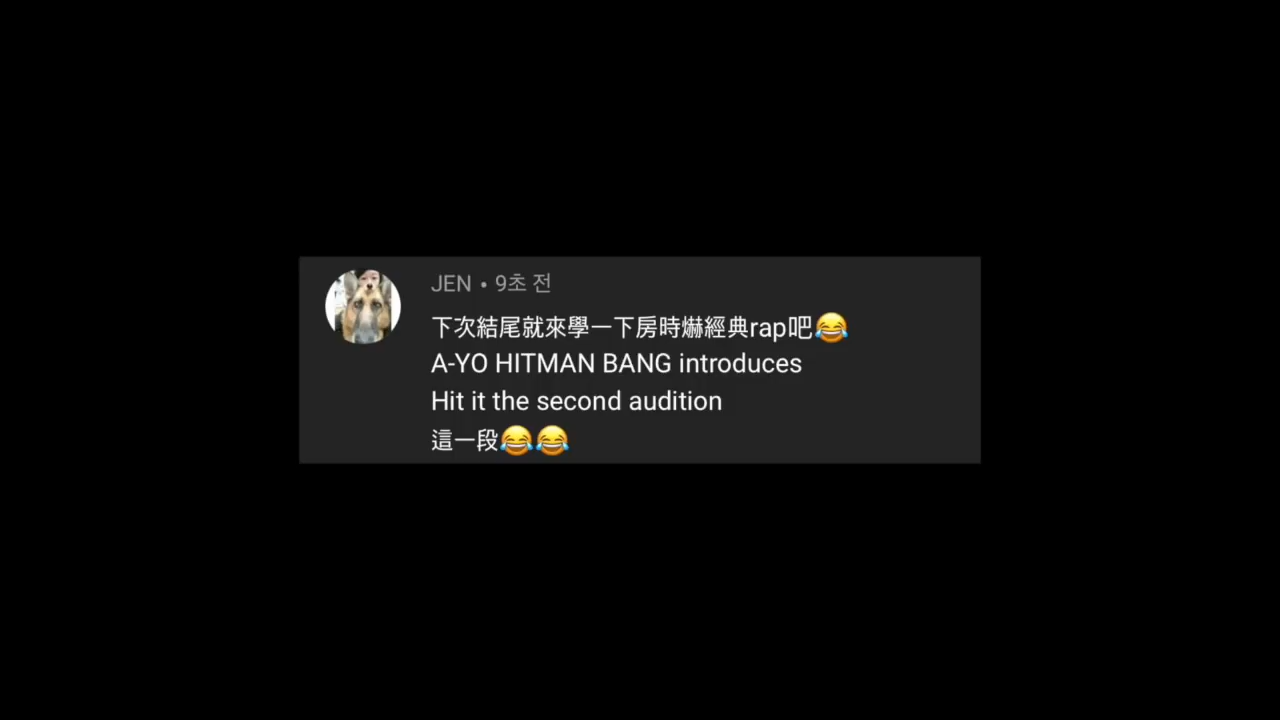 JEN • 9초 전
下次結尾就來學一下房時爀經典rap吧😂
A-YO HITMAN BANG introduces
Hit it the second audition
這一段😂😂